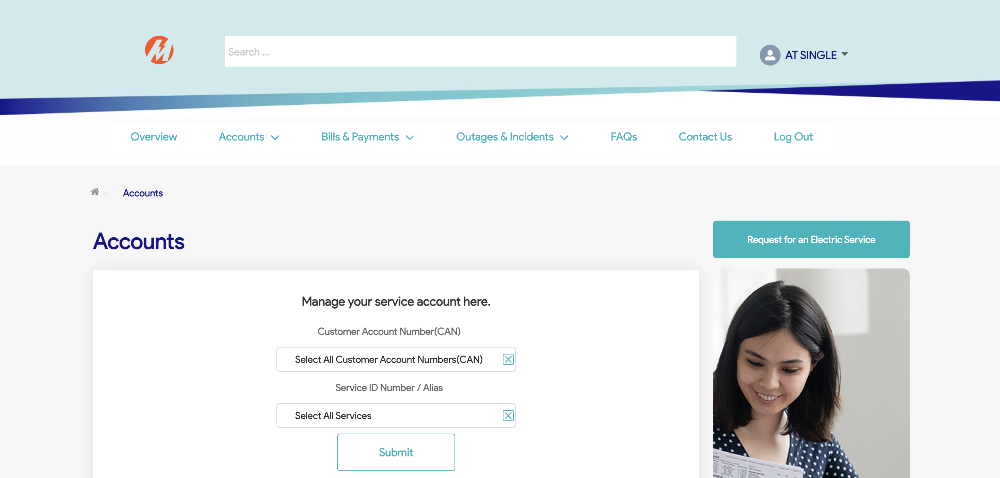 Search ...
AT SINGLE
Overview
Accounts
Bills & Payments
Outages & Incidents
FAQs
Contact Us
Log Out
>
Accounts
Accounts
Request for an Electric Service
Manage your service account here.
Customer Account Number(CAN)
Select All Customer Account Numbers(CAN)
Service ID Number / Alias
Select All Services
Submit